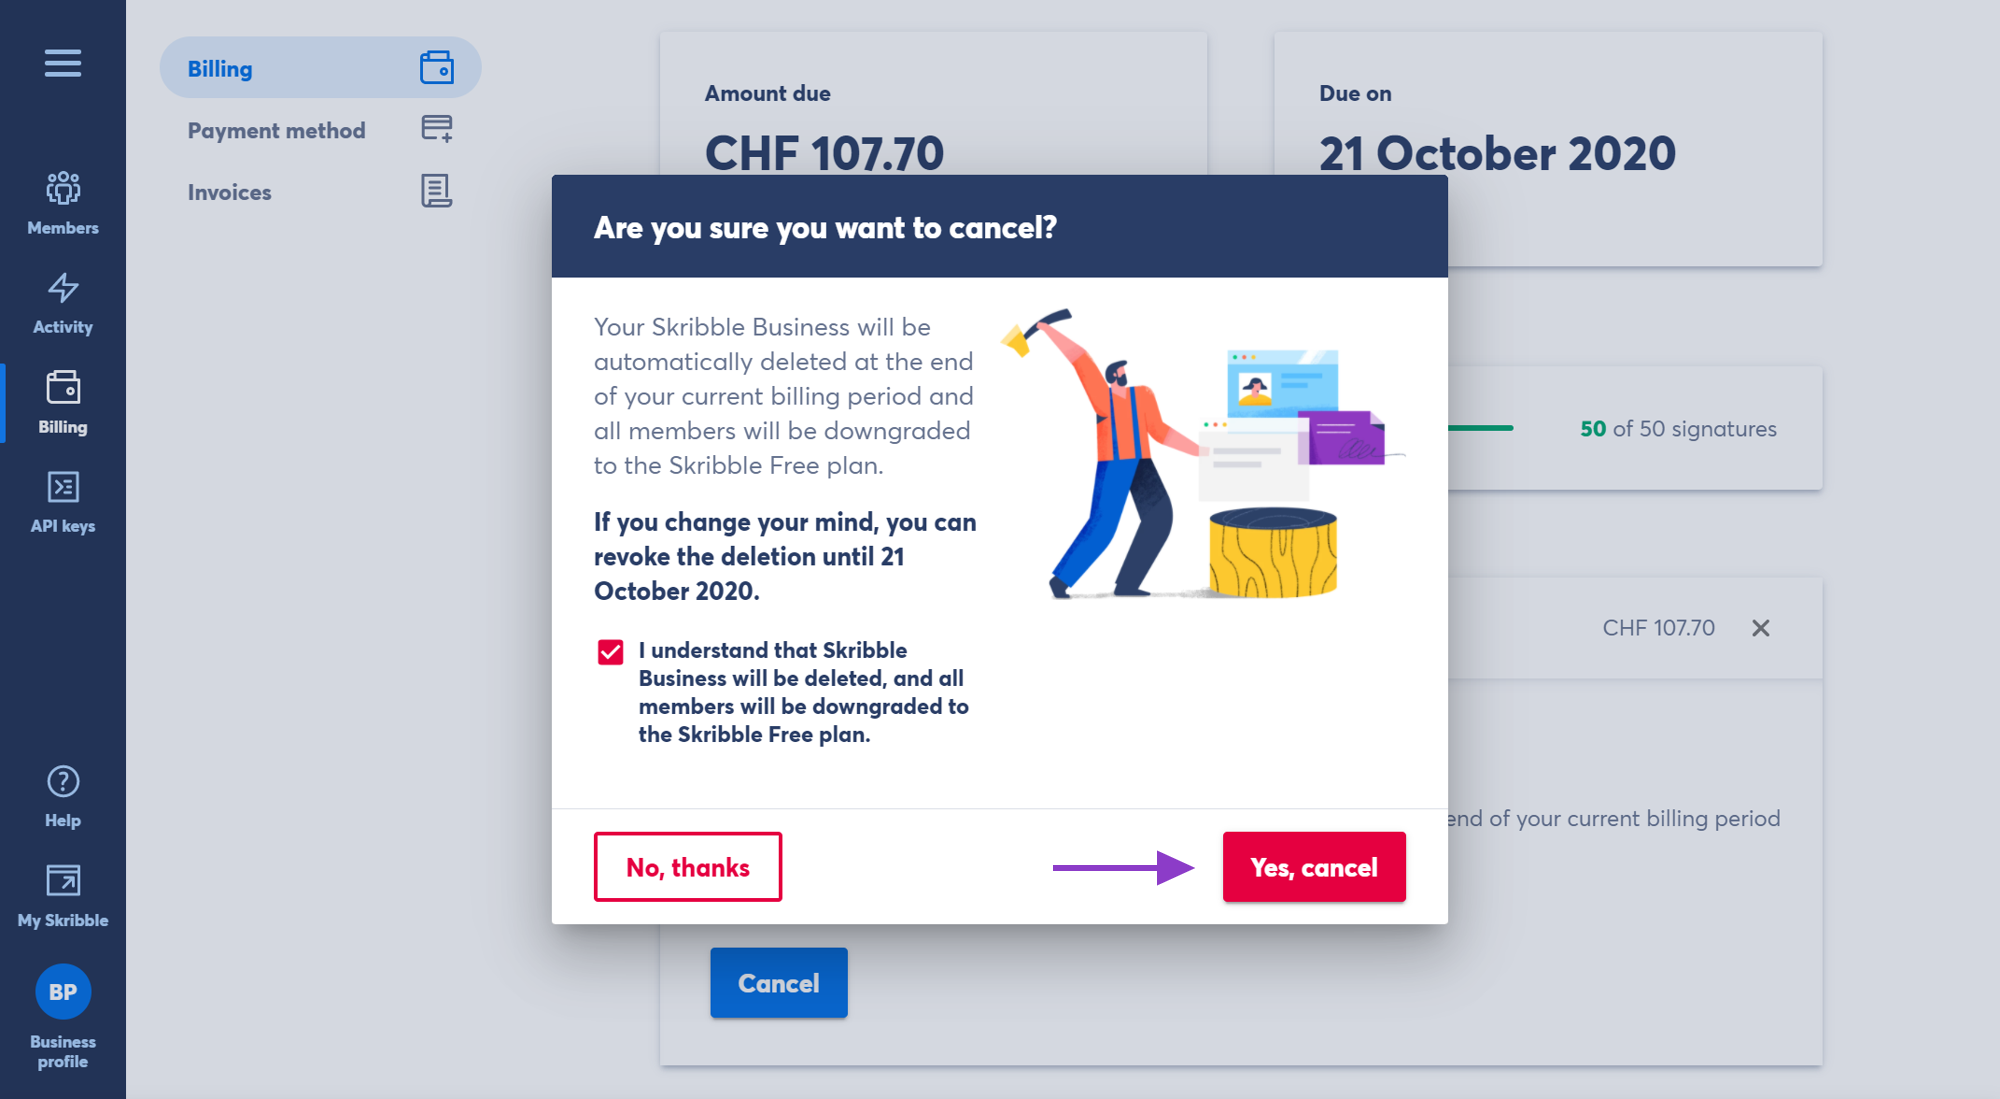 Members
Activity
Billing
API keys
Help
My Skribble
BP
Business
profile
Billing
Payment method
Invoices
Amount due
CHF 107.70
Due on
21 October 2020
50 of 50 signatures
CHF 107.70
end of your current billing period
Cancel
Are you sure you want to cancel?
Your Skribble Business will be
automatically deleted at the end
of your current billing period and
all members will be downgraded
to the Skribble Free plan.
If you change your mind, you can
revoke the deletion until 21
October 2020.
I understand that Skribble
Business will be deleted, and all
members will be downgraded to
the Skribble Free plan.
No, thanks
Yes, cancel